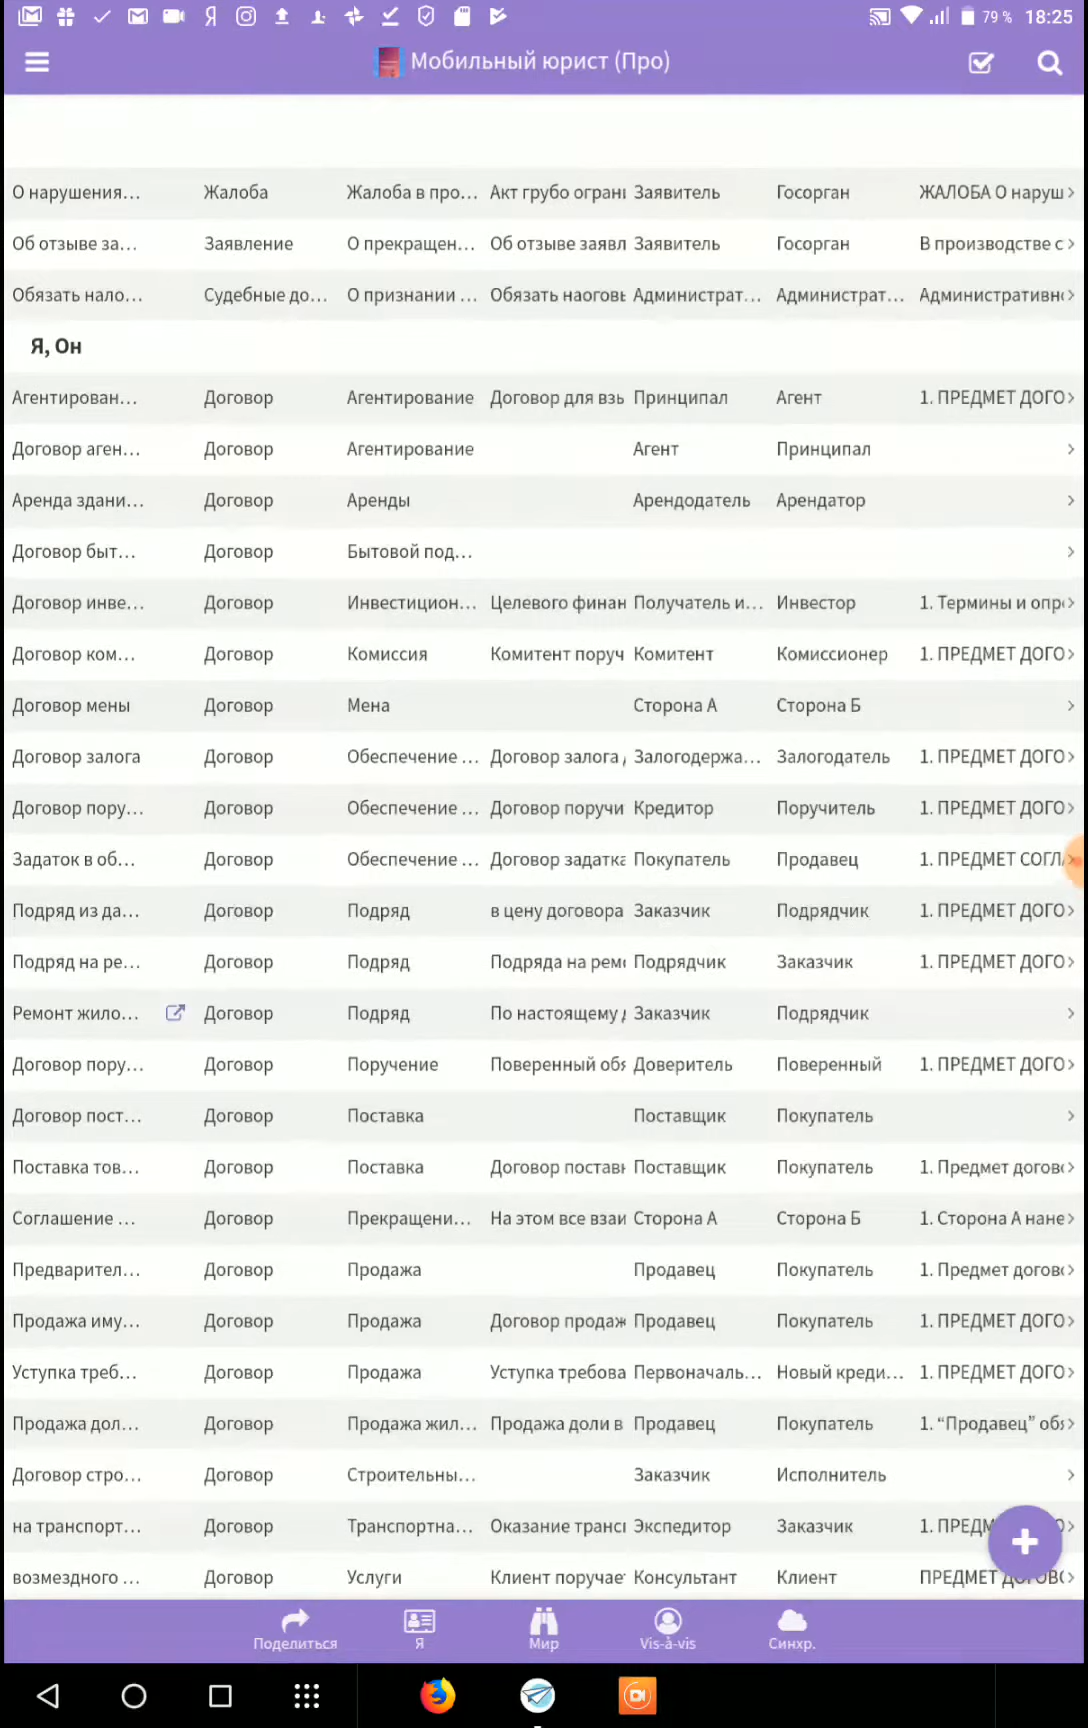 79 % 18:25
Мобильный юрист (Про)
О нарушения… Жалоба Жалоба в про… Акт грубо ограни Заявитель Госорган ЖАЛОБА О наруш
Об отзыве за… Заявление О прекращен… Об отзыве заявл Заявитель Госорган В производстве с
Обязать нало… Судебные до… О признании … Обязать наоговы Администрат… Администрат… Административн
Я, Он
Агентирован… Договор Агентирование Договор для взы Принципал Агент 1. ПРЕДМЕТ ДОГО
Договор аген… Договор Агентирование Агент Принципал
Аренда здани… Договор Аренды Арендодатель Арендатор
Договор быт… Договор Бытовой под…
Договор инве… Договор Инвестицион… Целевого финан Получатель и… Инвестор 1. Термины и опр
Договор ком… Договор Комиссия Комитент поруч Комитент Комиссионер 1. ПРЕДМЕТ ДОГО
Договор мены Договор Мена Сторона А Сторона Б
Договор залога Договор Обеспечение … Договор залога Залогодержа… Залогодатель 1. ПРЕДМЕТ ДОГО
Договор пору… Договор Обеспечение … Договор поручи Кредитор Поручитель 1. ПРЕДМЕТ ДОГО
Задаток в об… Договор Обеспечение … Договор задатка Покупатель Продавец 1. ПРЕДМЕТ СОГЛ
Подряд из да… Договор Подряд в цену договора Заказчик Подрядчик 1. ПРЕДМЕТ ДОГО
Подряд на ре… Договор Подряд Подряда на рем Подрядчик Заказчик 1. ПРЕДМЕТ ДОГО
Ремонт жило… Договор Подряд По настоящему Заказчик Подрядчик
Договор пору… Договор Поручение Поверенный обя Доверитель Поверенный 1. ПРЕДМЕТ ДОГО
Договор пост… Договор Поставка Поставщик Покупатель
Поставка тов… Договор Поставка Договор поставк Поставщик Покупатель 1. Предмет догов
Соглашение … Договор Прекращени… На этом все взаи Сторона А Сторона Б 1. Сторона А нане
Предварител… Договор Продажа Продавец Покупатель 1. Предмет догов
Продажа иму… Договор Продажа Договор продаж Продавец Покупатель 1. ПРЕДМЕТ ДОГО
Уступка треб… Договор Продажа Уступка требова Первоначаль… Новый креди… 1. ПРЕДМЕТ ДОГО
Продажа дол… Договор Продажа жил… Продажа доли в Продавец Покупатель 1. “Продавец” обя
Договор стро… Договор Строительны… Заказчик Исполнитель
на транспорт… Договор Транспортна… Оказание трансп Экспедитор Заказчик 1. ПРЕДМ
возмездного … Договор Услуги Клиент поручает Консультант Клиент ПРЕДМЕТ ДОГОВО
Поделиться Я Мир Vis-à-vis Синхр.